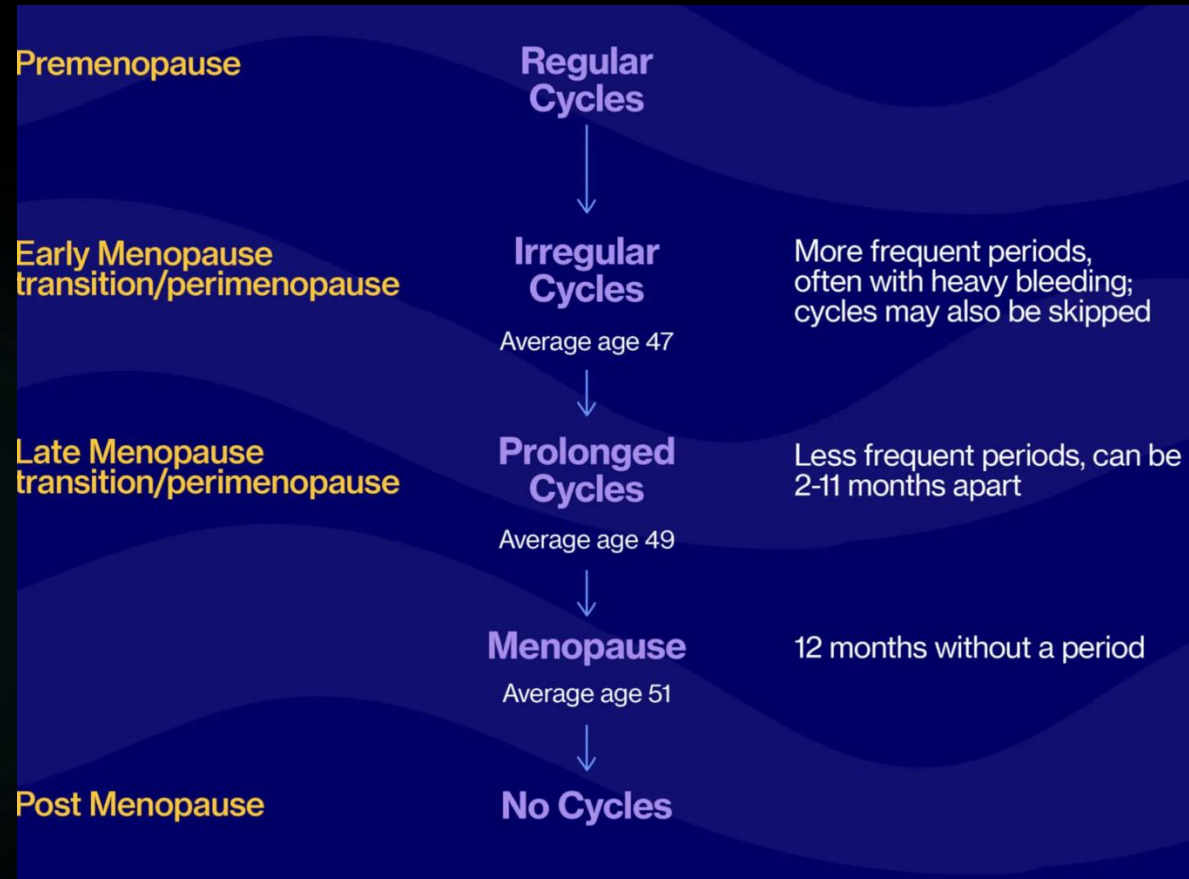 Premenopause
Regular
Cycles
Early Menopause
transition/perimenopause
Irregular
Cycles
Average age 47
More frequent periods,
often with heavy bleeding;
cycles may also be skipped
Late Menopause
transition/perimenopause
Prolonged
Cycles
Average age 49
Less frequent periods, can be
2-11 months apart
Menopause
Average age 51
12 months without a period
Post Menopause
No Cycles